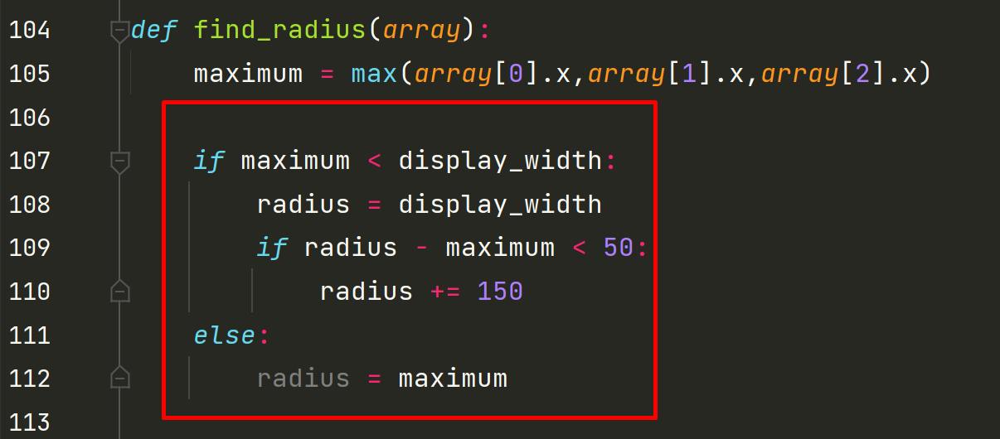 104 def find_radius(array):
105     maximum = max(array[0].x,array[1].x,array[2].x)
106
107     if maximum < display_width:
108         radius = display_width
109         if radius - maximum < 50:
110             radius += 150
111     else:
112         radius = maximum
113